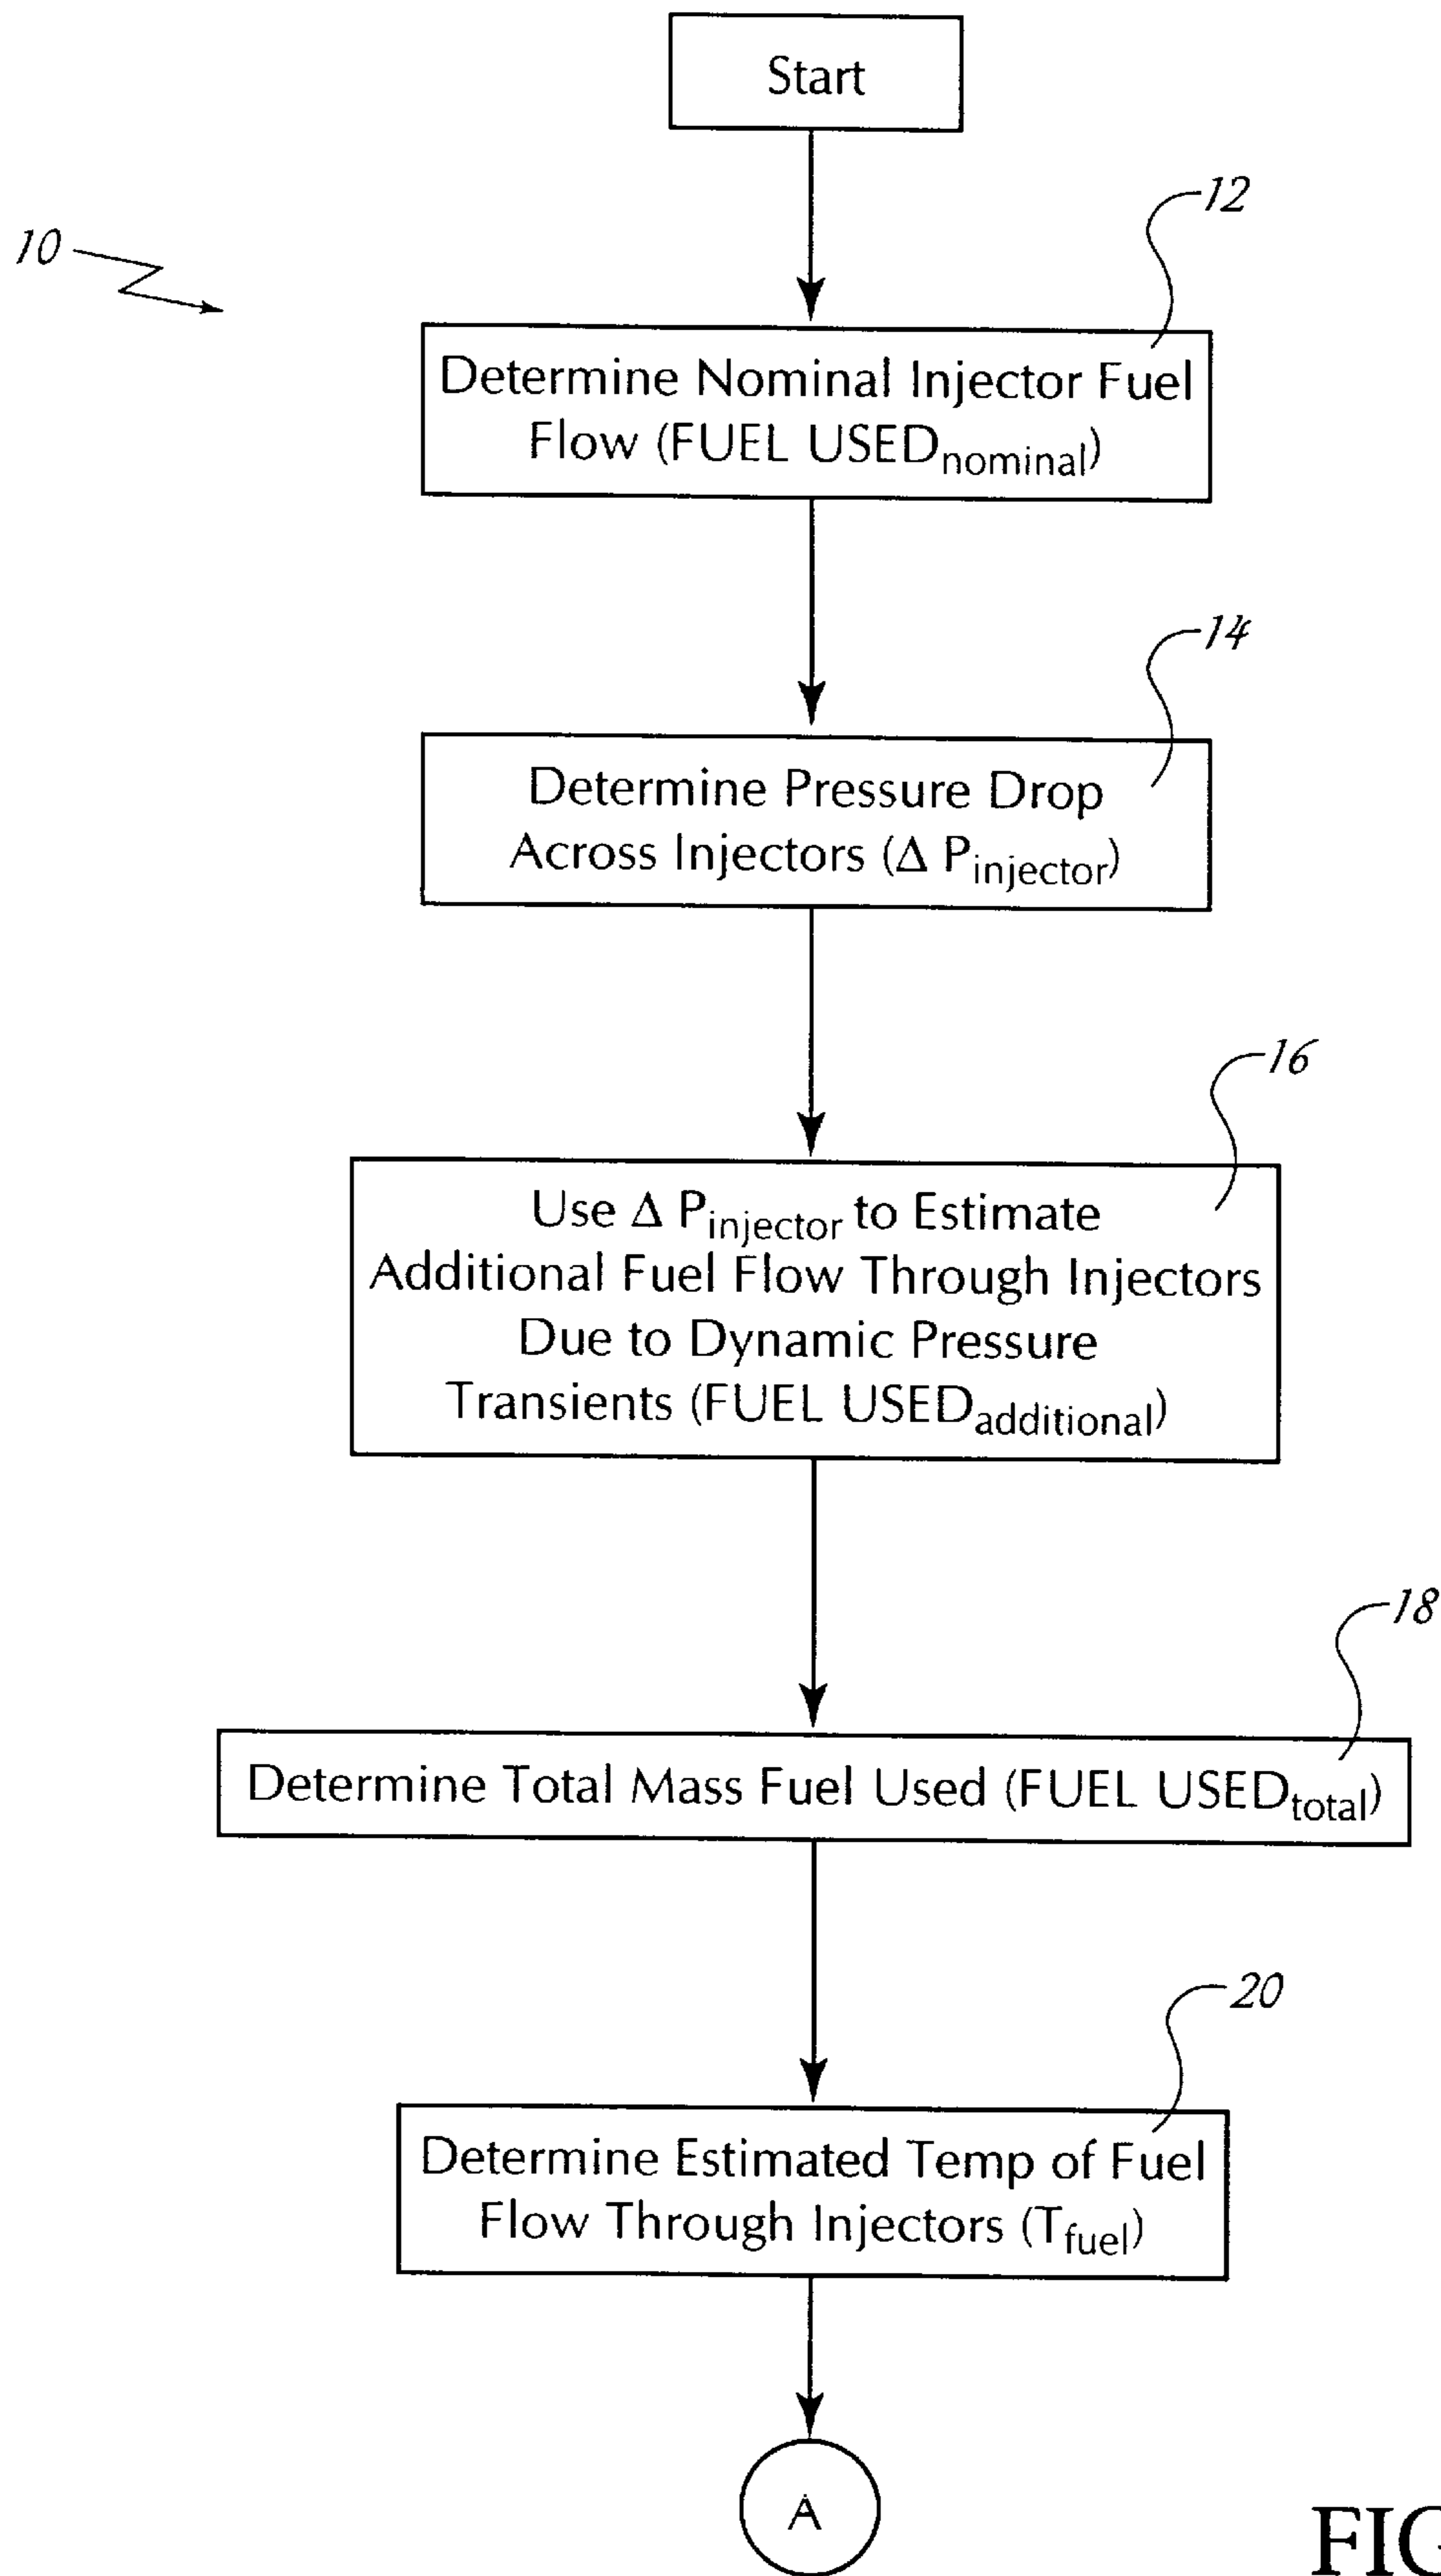 Start
12
10
Determine Nominal Injector Fuel
Flow (FUEL USEDnominal)
14
Determine Pressure Drop
Across Injectors (Δ Pinjector)
16
Use Δ Pinjector to Estimate
Additional Fuel Flow Through Injectors
Due to Dynamic Pressure
Transients (FUEL USEDadditional)
18
Determine Total Mass Fuel Used (FUEL USEDtotal)
20
Determine Estimated Temp of Fuel
Flow Through Injectors (Tfuel)
A
FIG